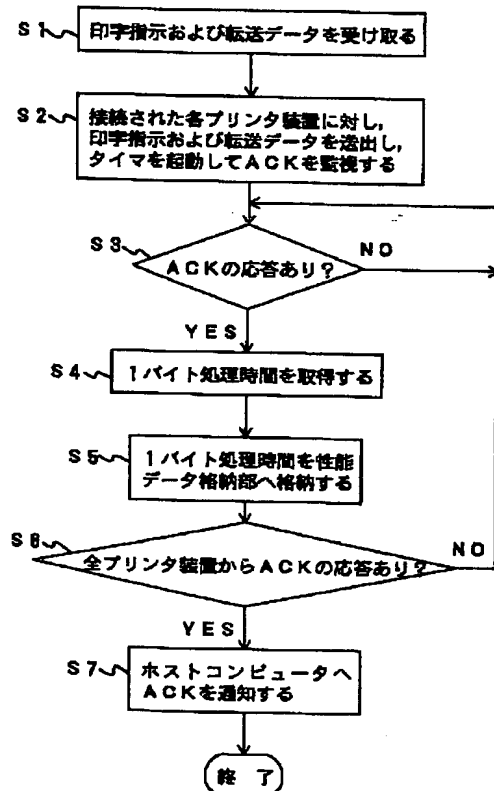 S1
印字指示および転送データを受け取る
S2
接続された各プリンタ装置に対し,
印字指示および転送データを送出し,
タイマを起動してACKを監視する
S3
ACKの応答あり?
NO
YES
S4
1バイト処理時間を取得する
S5
1バイト処理時間を性能
データ格納部へ格納する
S6
全プリンタ装置からACKの応答あり?
NO
YES
S7
ホストコンピュータへ
ACKを通知する
終 了